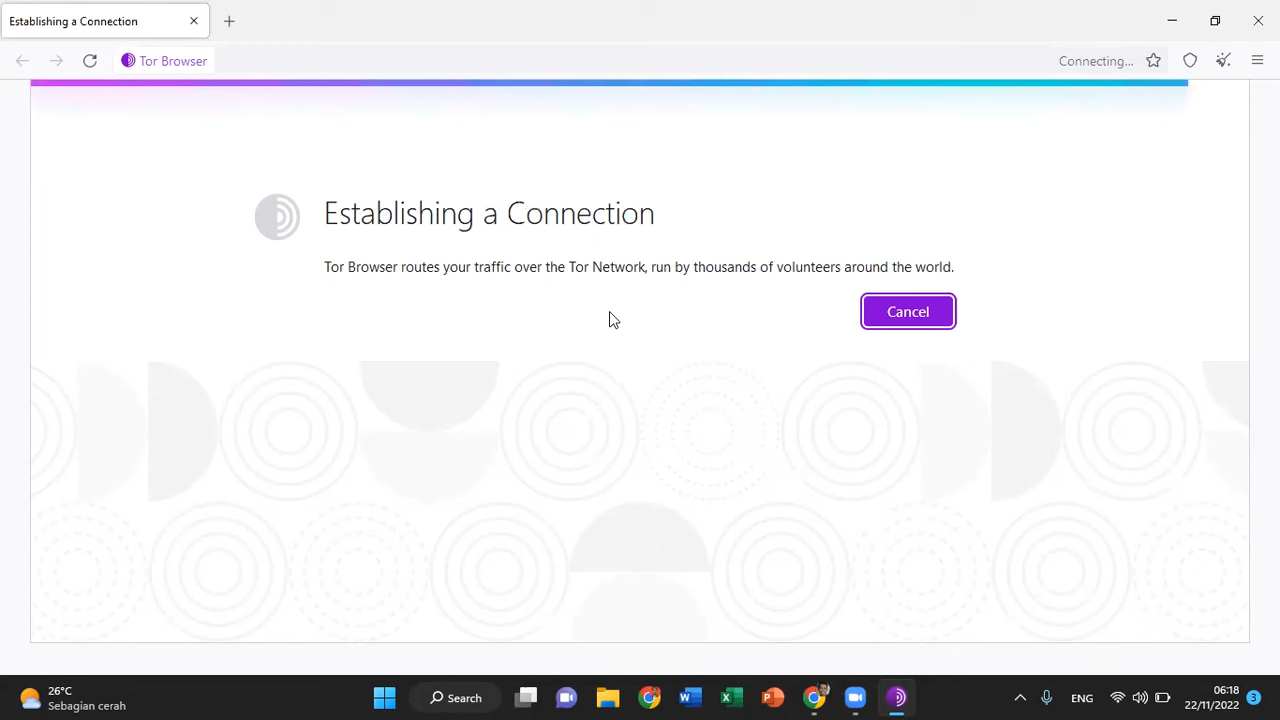 Establishing a Connection
Tor Browser
Connecting...
Establishing a Connection
Tor Browser routes your traffic over the Tor Network, run by thousands of volunteers around the world.
Cancel
26°C
Sebagian cerah
Search
ENG
06:18
22/11/2022
3